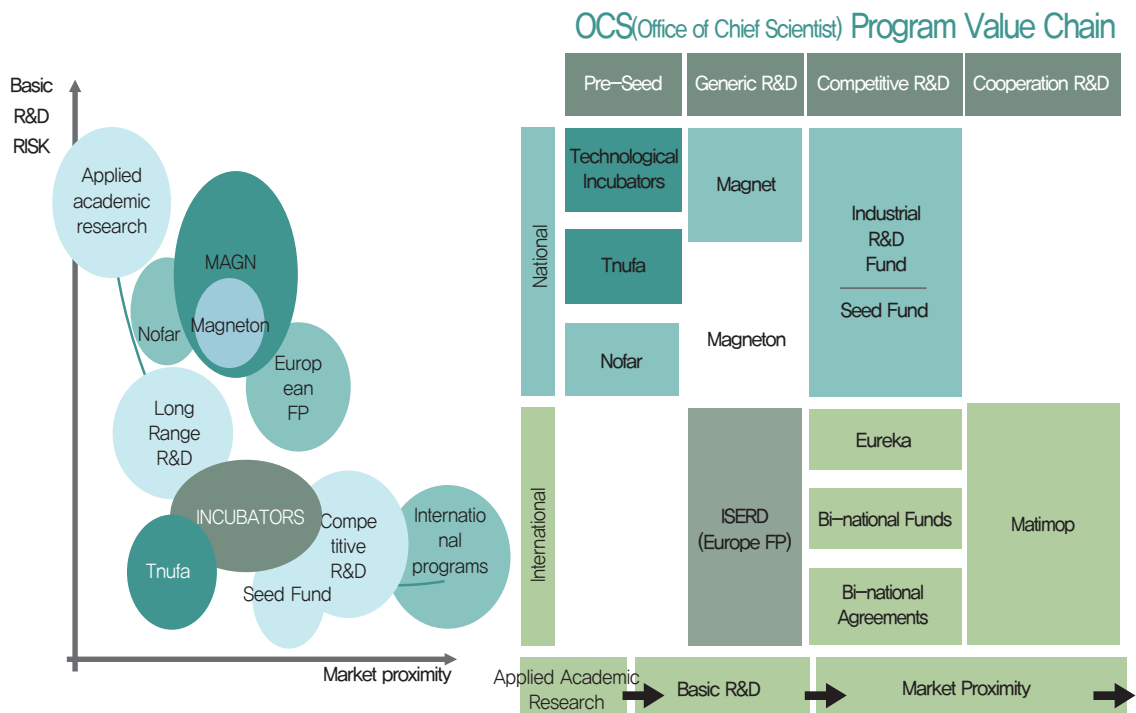 OCS(Office of Chief Scientist) Program Value Chain
Basic
R&D
RISK
Applied
academic
research
MAGN
Nofar
Magneton
Europ
ean
FP
Long
Range
R&D
INCUBATORS
Tnufa
Seed Fund
Compe
titive
R&D
Internatio
nal
programs
Market proximity
Pre-Seed
Generic R&D
Competitive R&D
Cooperation R&D
National
Technological
Incubators
Tnufa
Nofar
Magnet
Magneton
Industrial
R&D
Fund
Seed Fund
International
ISERD
(Europe FP)
Eureka
Bi-national Funds
Bi-national
Agreements
Matimop
Applied Academic
Research
Basic R&D
Market Proximity